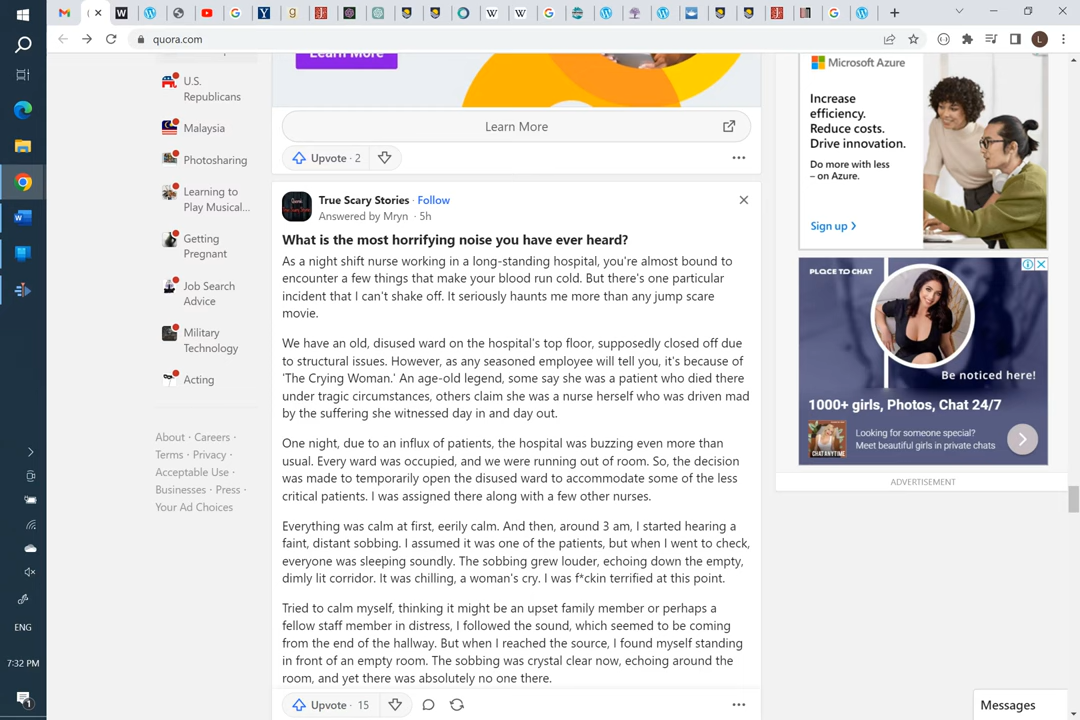 quora.com
U.S.
Republicans
Malaysia
Photosharing
Learning to
Play Musical...
Getting
Pregnant
Job Search
Advice
Military
Technology
Acting
About · Careers ·
Terms · Privacy ·
Acceptable Use ·
Businesses · Press ·
Your Ad Choices
ENG
7:32 PM
1
Learn More
Learn More
Upvote · 2
True Scary Stories · Follow
Answered by Mryn · 5h
What is the most horrifying noise you have ever heard?
As a night shift nurse working in a long-standing hospital, you're almost bound to
encounter a few things that make your blood run cold. But there's one particular
incident that I can't shake off. It seriously haunts me more than any jump scare
movie.
We have an old, disused ward on the hospital's top floor, supposedly closed off due
to structural issues. However, as any seasoned employee will tell you, it's because of
'The Crying Woman.' An age-old legend, some say she was a patient who died there
under tragic circumstances, others claim she was a nurse herself who was driven mad
by the suffering she witnessed day in and day out.
One night, due to an influx of patients, the hospital was buzzing even more than
usual. Every ward was occupied, and we were running out of room. So, the decision
was made to temporarily open the disused ward to accommodate some of the less
critical patients. I was assigned there along with a few other nurses.
Everything was calm at first, eerily calm. And then, around 3 am, I started hearing a
faint, distant sobbing. I assumed it was one of the patients, but when I went to check,
everyone was sleeping soundly. The sobbing grew louder, echoing down the empty,
dimly lit corridor. It was chilling, a woman's cry. I was f*ckin terrified at this point.
Tried to calm myself, thinking it might be an upset family member or perhaps a
fellow staff member in distress, I followed the sound, which seemed to be coming
from the end of the hallway. But when I reached the source, I found myself standing
in front of an empty room. The sobbing was crystal clear now, echoing around the
room, and yet there was absolutely no one there.
Upvote · 15
Microsoft Azure
Increase
efficiency.
Reduce costs.
Drive innovation.
Do more with less
– on Azure.
Sign up
PLACE TO CHAT
Be noticed here!
1000+ girls, Photos, Chat 24/7
CHATANYTIME
Looking for someone special?
Meet beautiful girls in private chats
ADVERTISEMENT
Messages
L